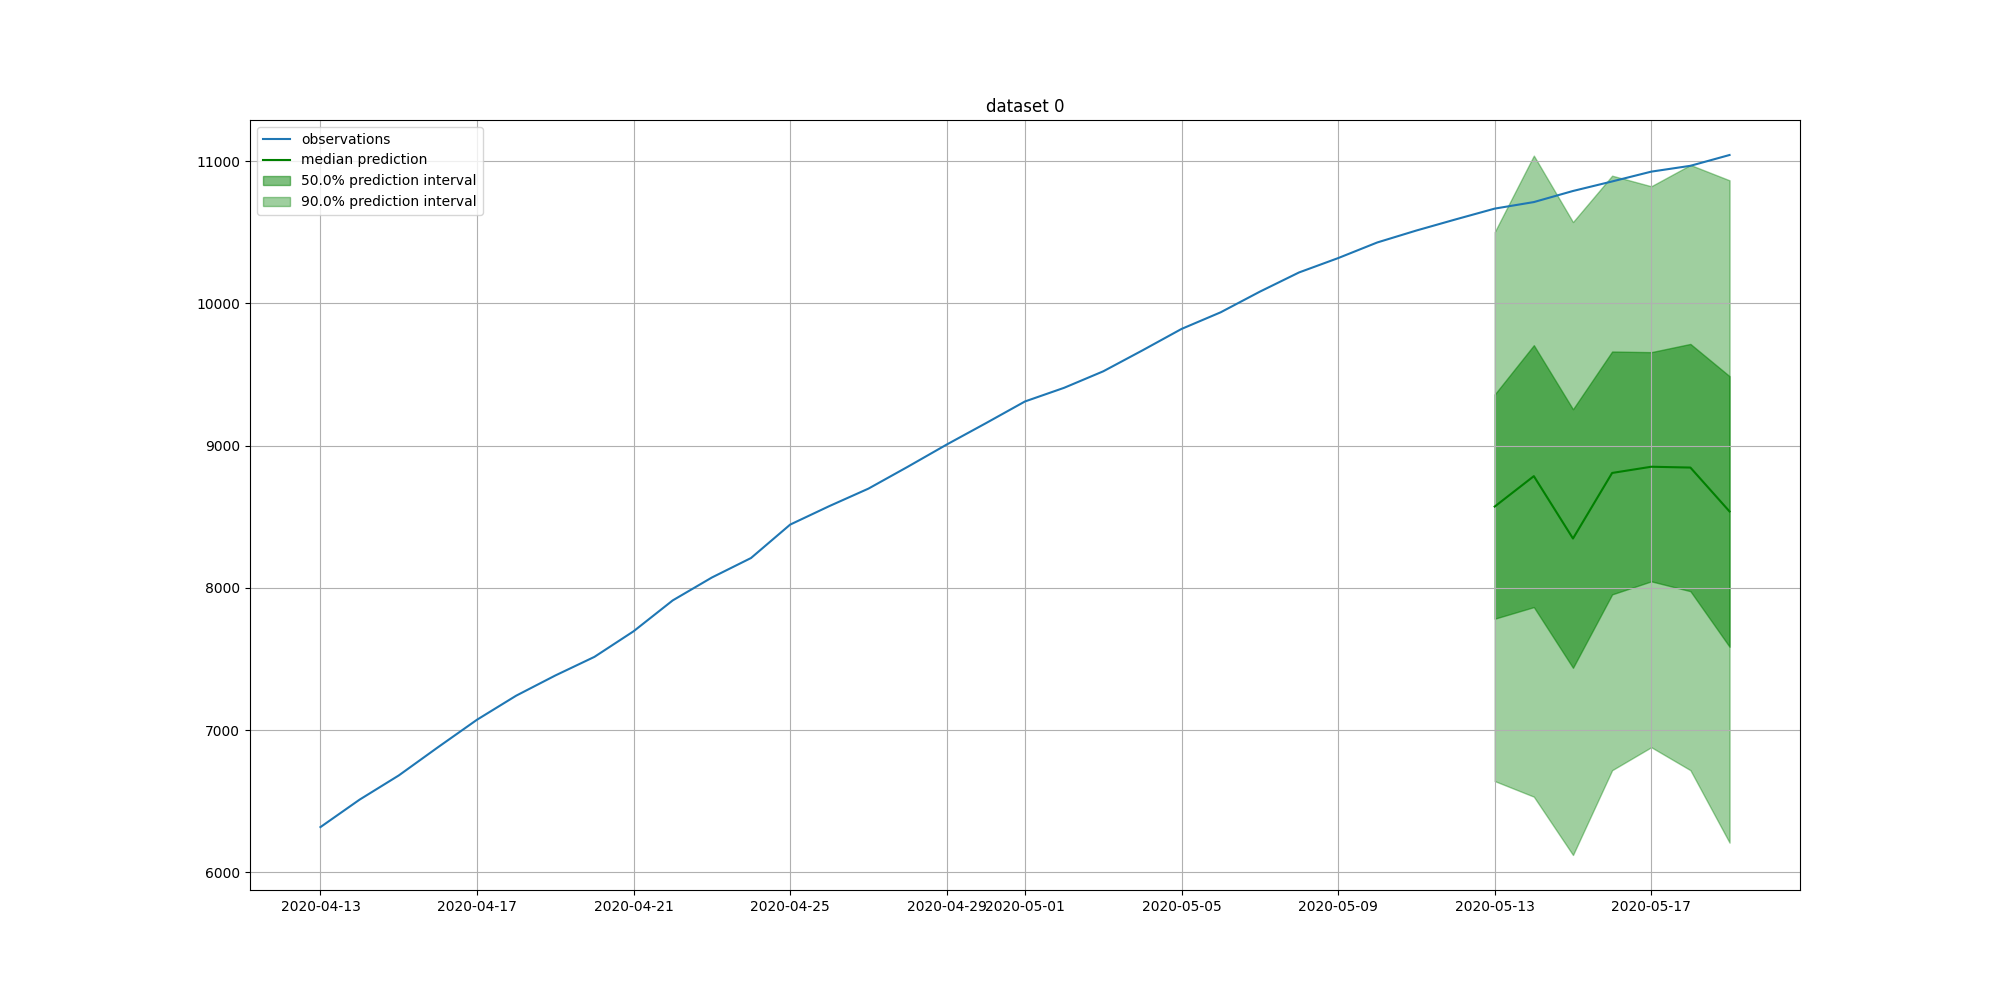 dataset 0
observations
median prediction
50.0% prediction interval
90.0% prediction interval
11000
10000
9000
8000
7000
6000
2020-04-13 2020-04-17 2020-04-21 2020-04-25 2020-04-29 2020-05-01 2020-05-05 2020-05-09 2020-05-13 2020-05-17